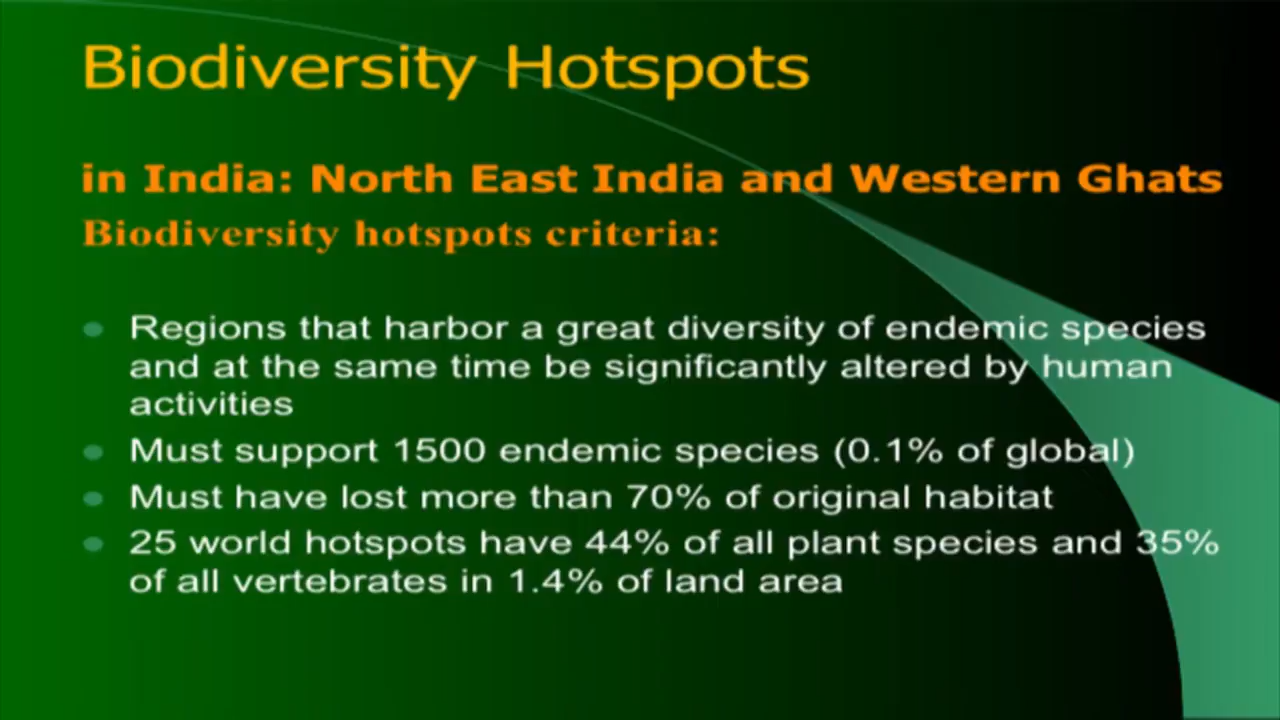 Biodiversity Hotspots
in India: North East India and Western Ghats
Biodiversity hotspots criteria:
Regions that harbor a great diversity of endemic species
and at the same time be significantly altered by human
activities
Must support 1500 endemic species (0.1% of global)
Must have lost more than 70% of original habitat
25 world hotspots have 44% of all plant species and 35%
of all vertebrates in 1.4% of land area